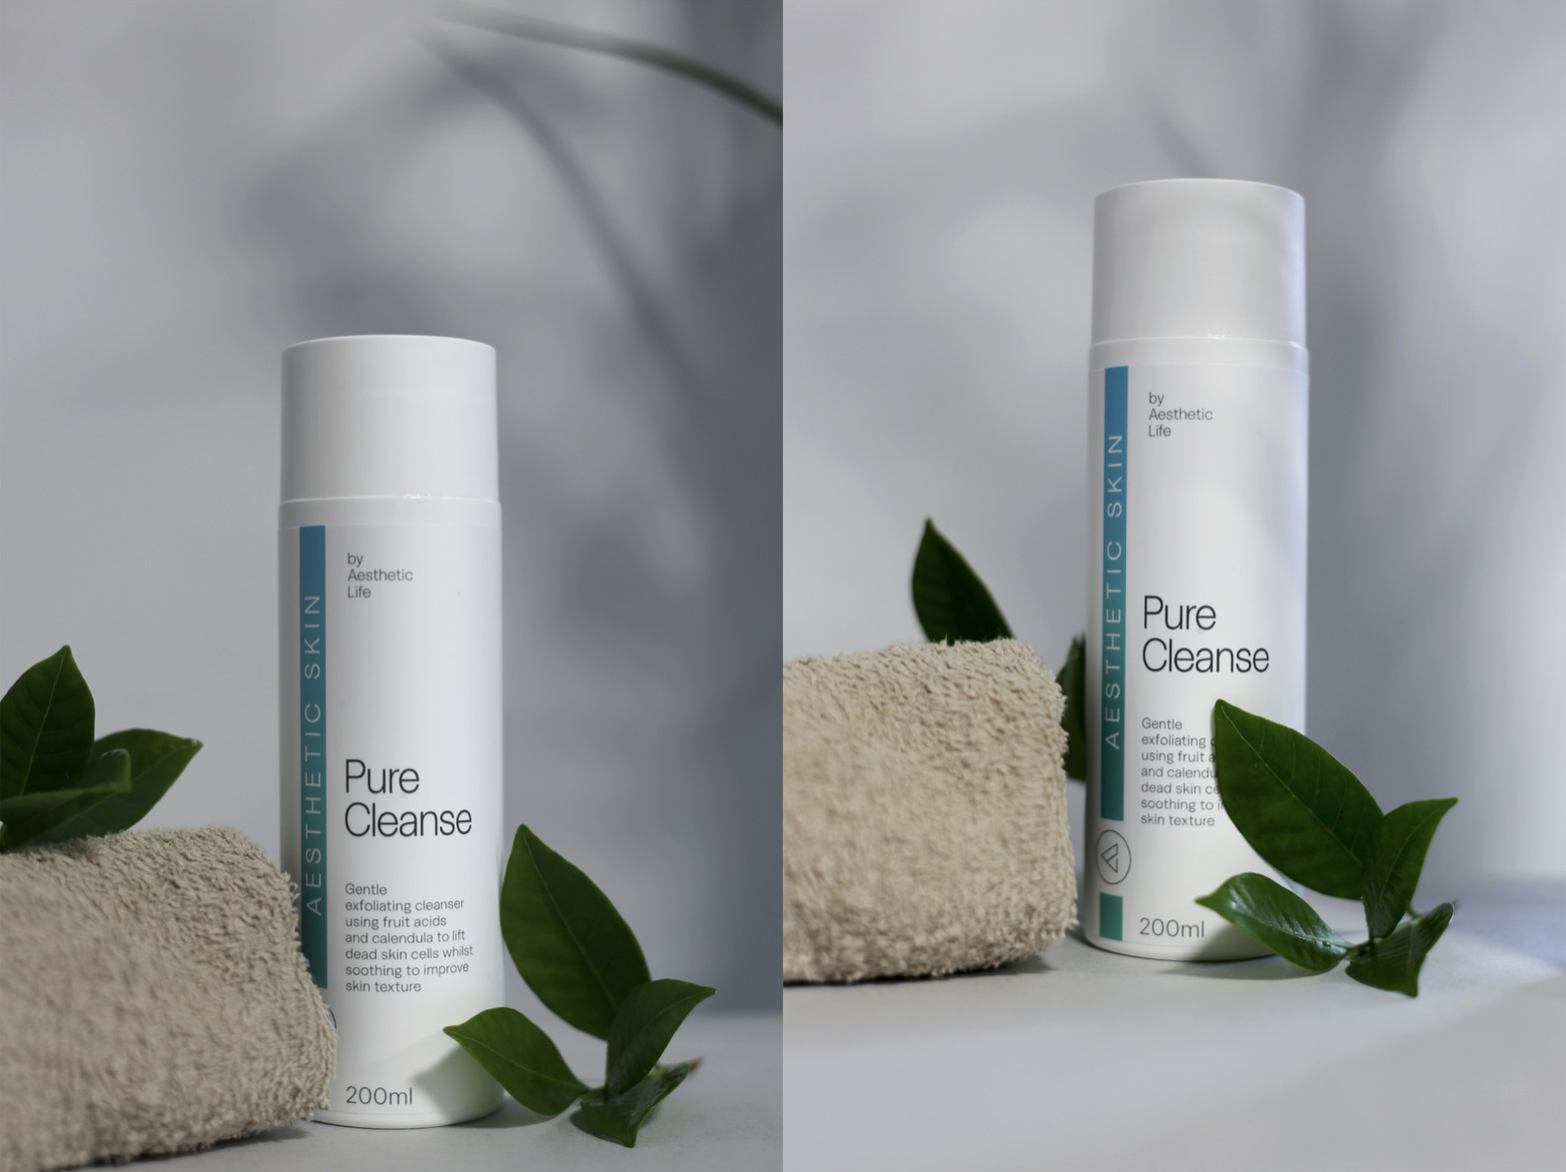 by
Aesthetic
Life
AESTHETIC SKIN
Pure
Cleanse
Gentle
exfoliating cleanser
using fruit acids
and calendula to lift
dead skin cells whilst
soothing to improve
skin texture
200ml
by
Aesthetic
Life
AESTHETIC SKIN
Pure
Cleanse
Gentle
exfoliating
using fruit
and
dead skin
soothing to
skin texture
200ml